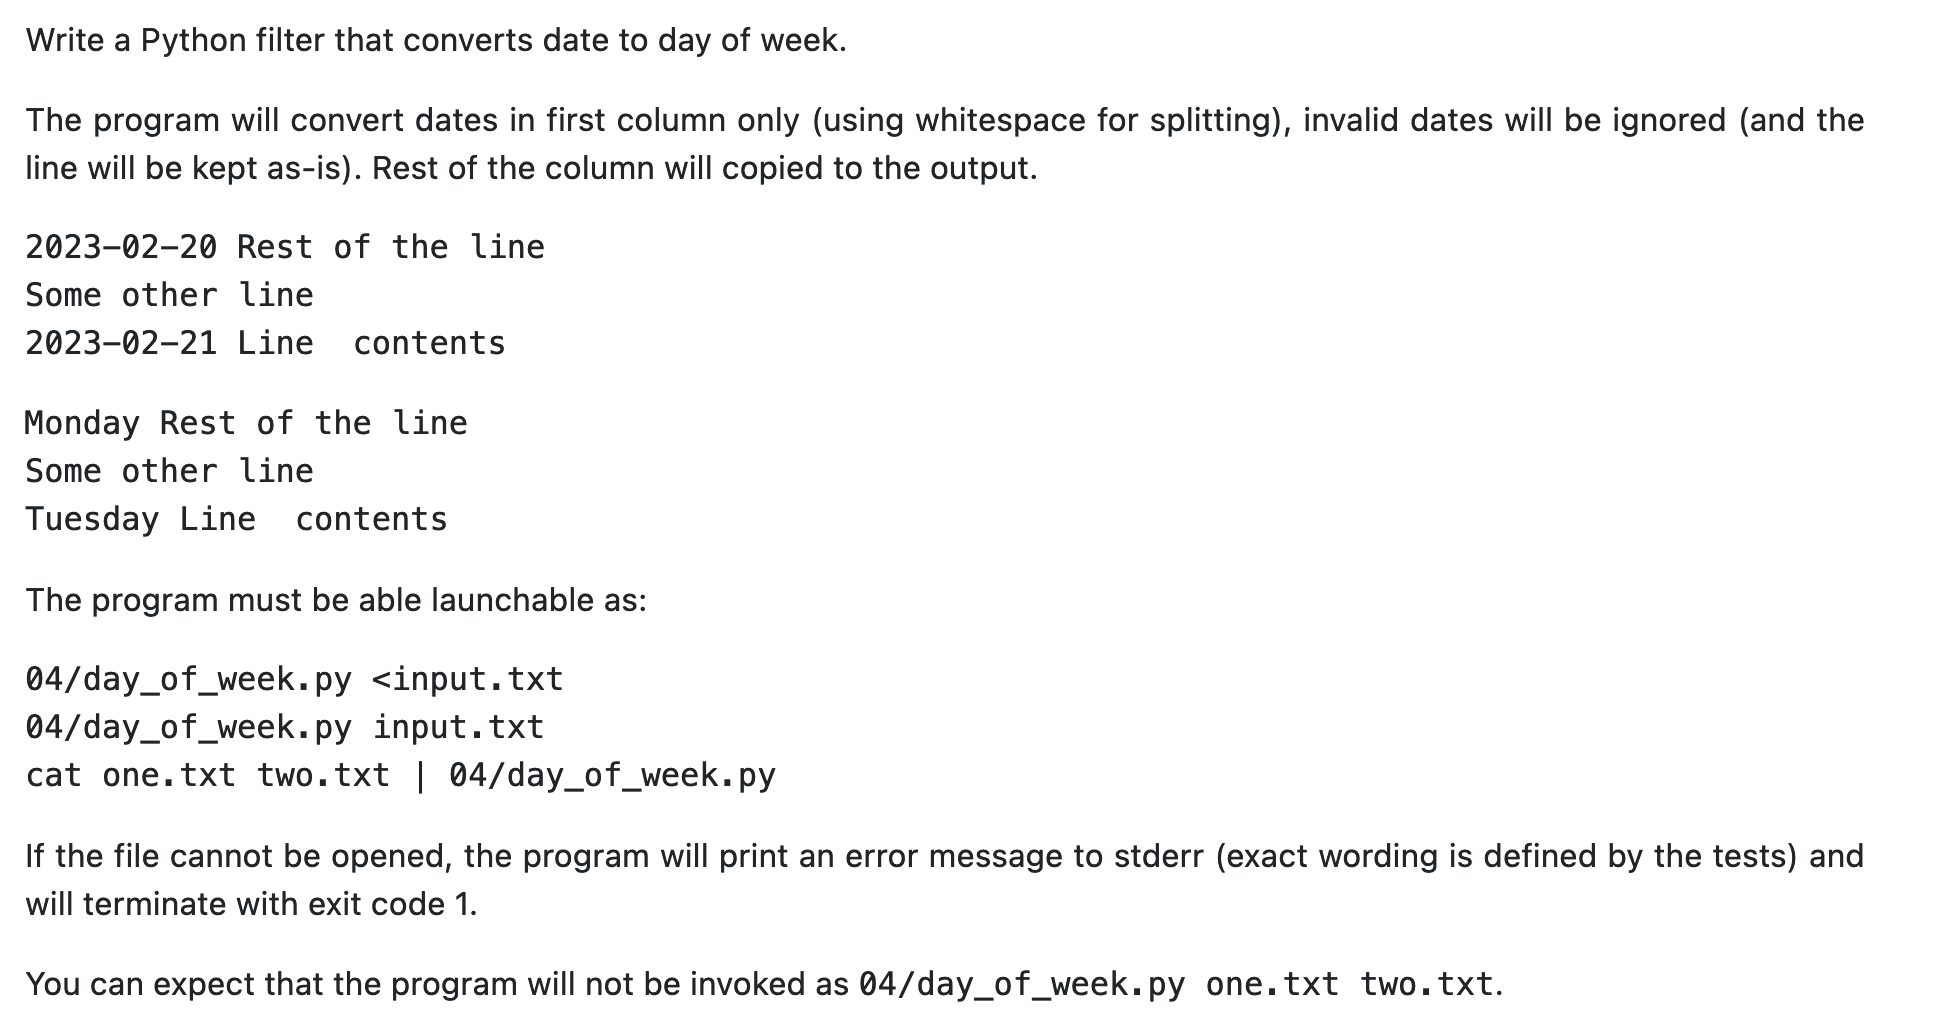 Write a Python filter that converts date to day of week.
The program will convert dates in first column only (using whitespace for splitting), invalid dates will be ignored (and the
line will be kept as-is). Rest of the column will copied to the output.
2023-02-20 Rest of the line
Some other line
2023-02-21 Line  contents
Monday Rest of the line
Some other line
Tuesday Line  contents
The program must be able launchable as:
04/day_of_week.py <input.txt
04/day_of_week.py input.txt
cat one.txt two.txt | 04/day_of_week.py
If the file cannot be opened, the program will print an error message to stderr (exact wording is defined by the tests) and
will terminate with exit code 1.
You can expect that the program will not be invoked as 04/day_of_week.py one.txt two.txt.